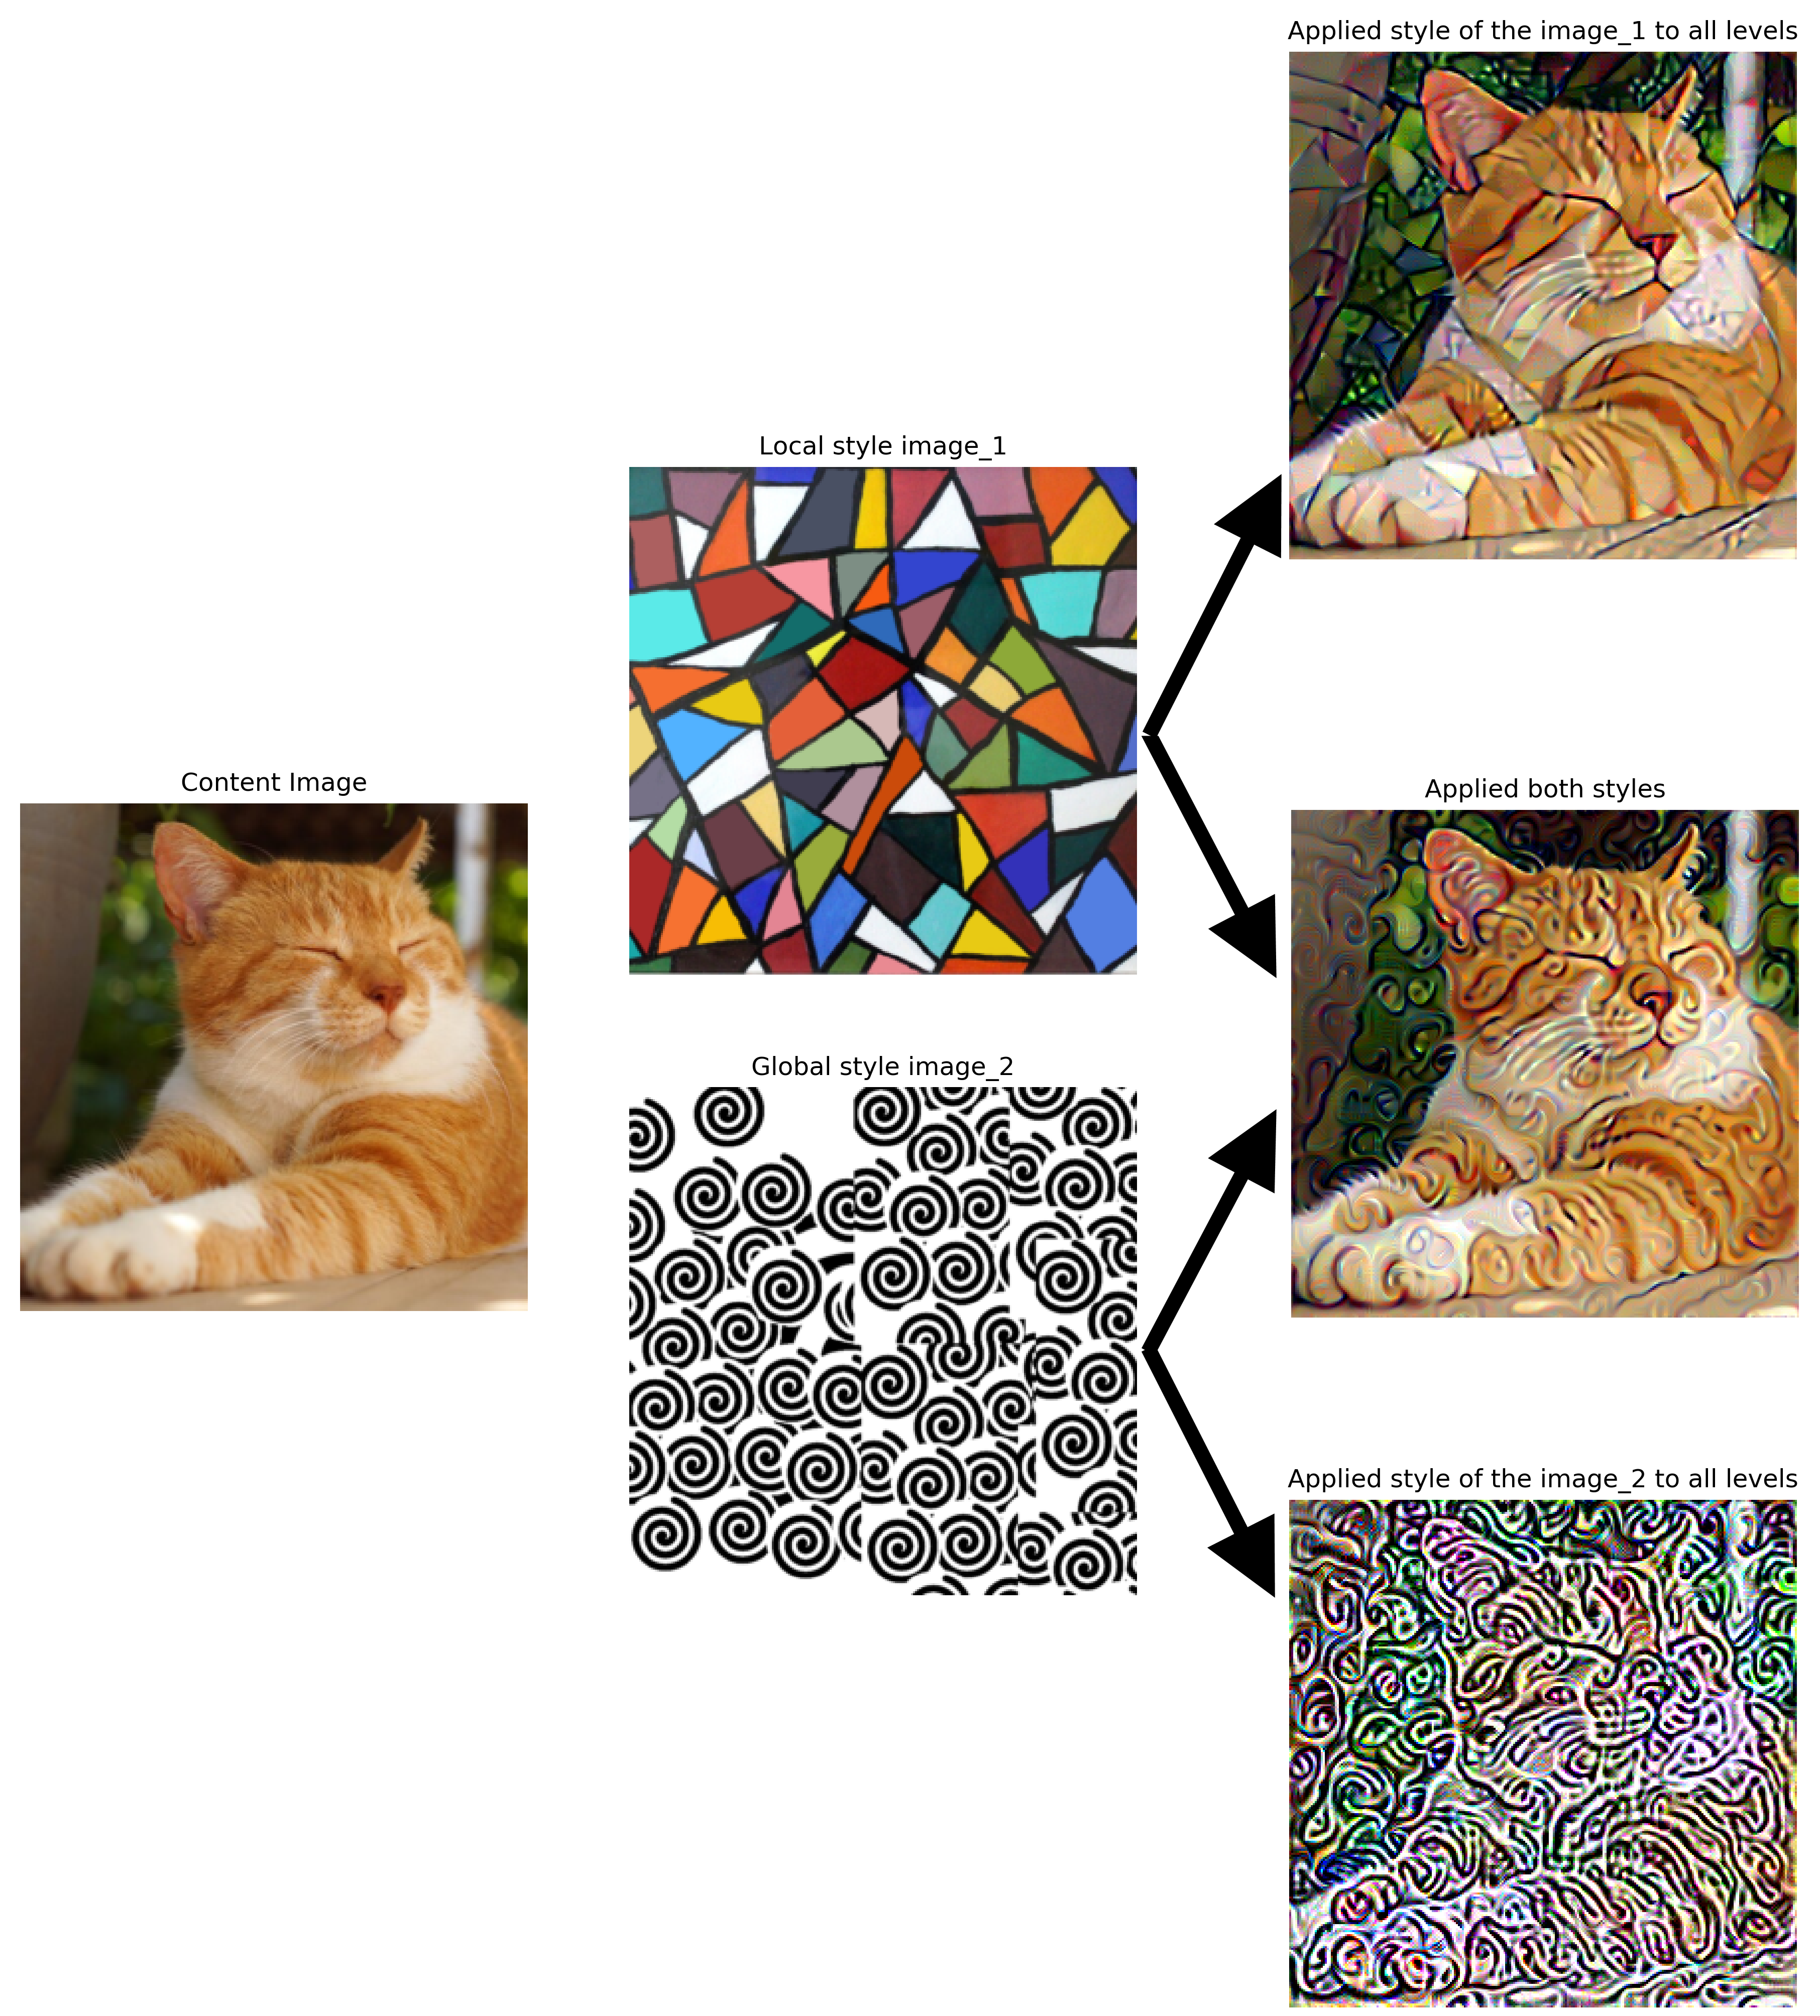 Applied style of the image_1 to all levels
Local style image_1
Content Image
Applied both styles
Global style image_2
Applied style of the image_2 to all levels